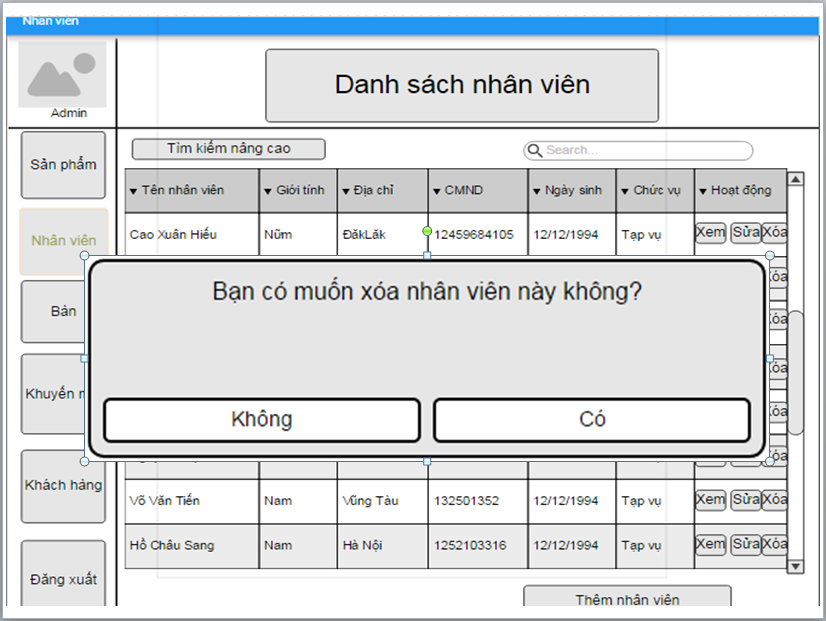 Nhân viên
Danh sách nhân viên
Admin
Sản phẩm
Nhân viên
Bàn
Khuyến
Khách hàng
Đăng xuất
Tìm kiếm nâng cao
Search...
Tên nhân viên Giới tính Địa chỉ CMND Ngày sinh Chức vụ Hoạt động
Cao Xuân Hiếu Nữm ĐăkLăk 12459684105 12/12/1994 Tạp vụ Xem Sửa Xóa
Bạn có muốn xóa nhân viên này không?
Không Có
Võ Văn Tiến Nam Vũng Tàu 132501352 12/12/1994 Tạp vụ Xem Sửa Xóa
Hồ Châu Sang Nam Hà Nội 1252103316 12/12/1994 Tạp vụ Xem Sửa Xóa
Thêm nhân viên